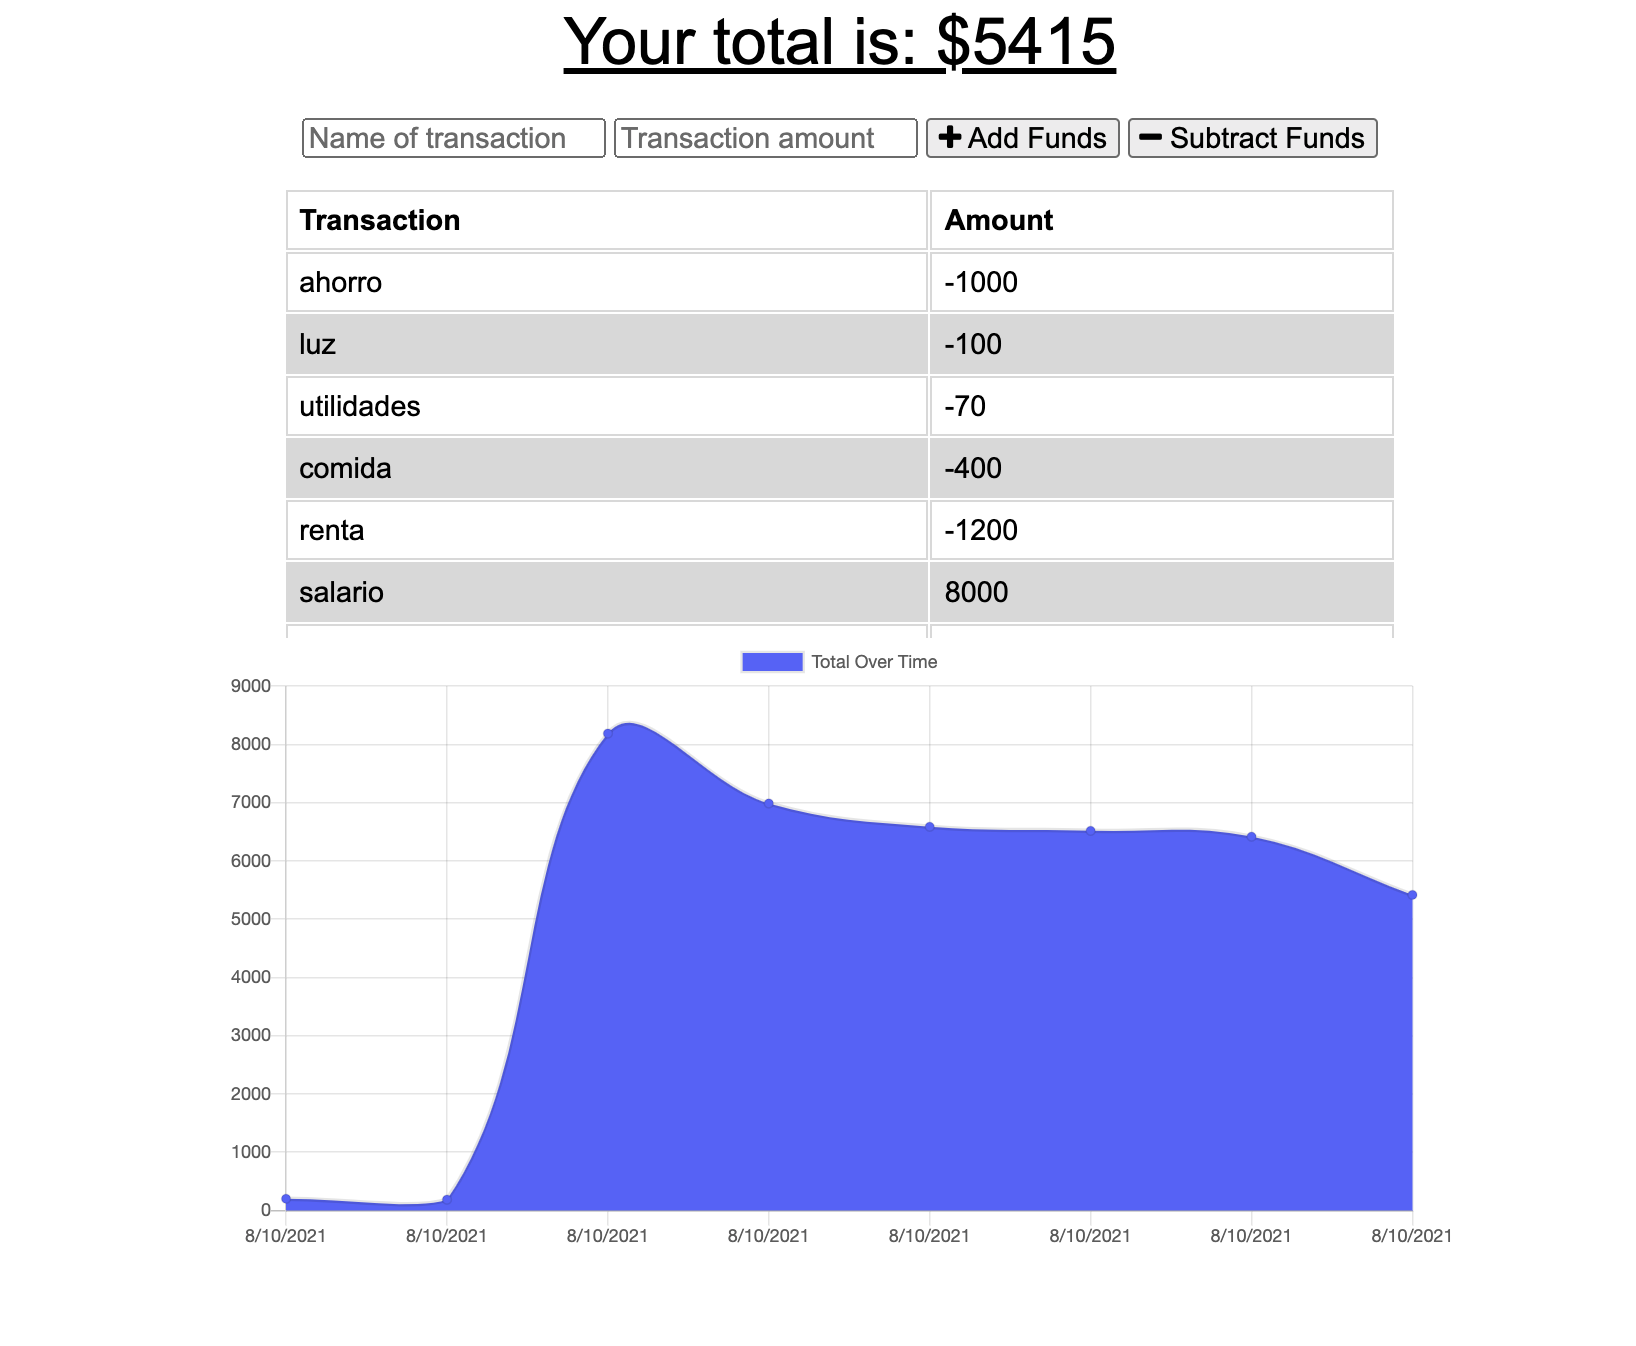 Your total is: $5415
Name of transaction Transaction amount Add Funds Subtract Funds
Transaction Amount
ahorro -1000
luz -100
utilidades -70
comida -400
renta -1200
salario 8000
Total Over Time
9000
8000
7000
6000
5000
4000
3000
2000
1000
0
8/10/2021 8/10/2021 8/10/2021 8/10/2021 8/10/2021 8/10/2021 8/10/2021 8/10/2021